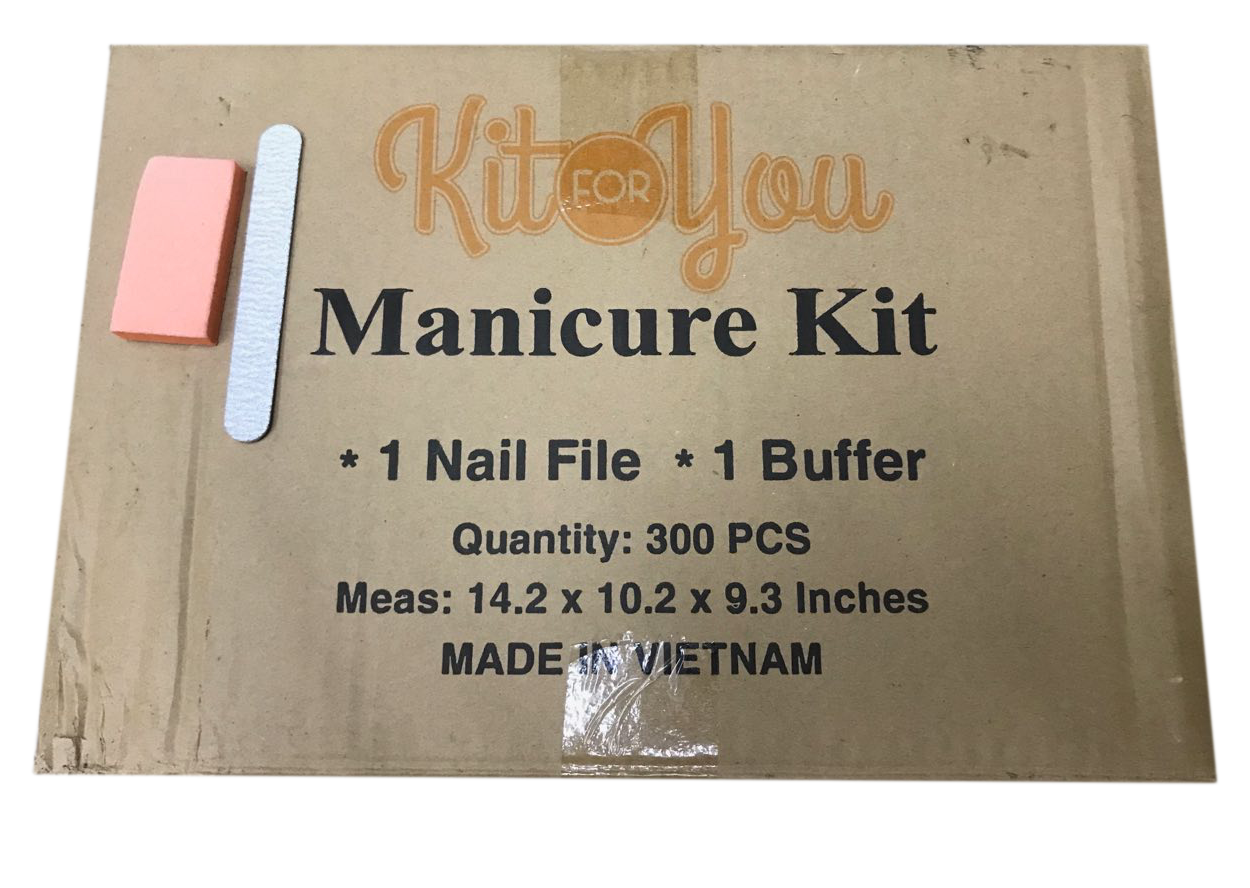 Kit FOR You
Manicure Kit
* 1 Nail File * 1 Buffer
Quantity: 300 PCS
Meas: 14.2 x 10.2 x 9.3 Inches
MADE IN VIETNAM